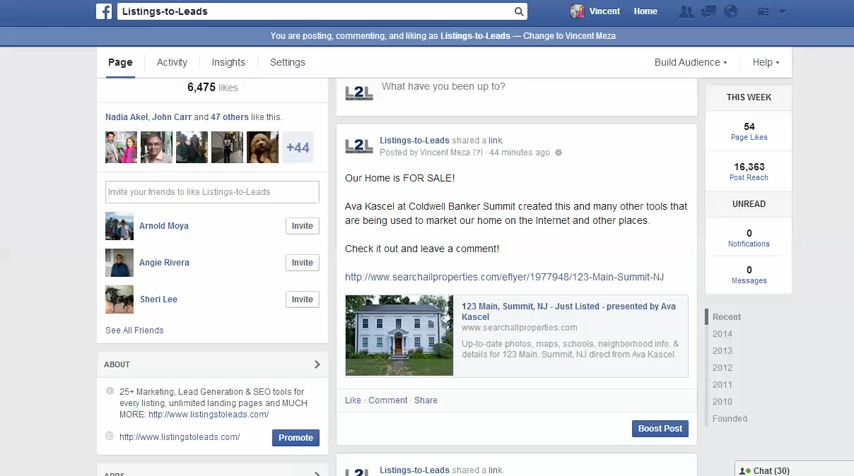 Listings-to-Leads
Vincent
Home
You are posting, commenting, and liking as Listings-to-Leads — Change to Vincent Meza
Page
Activity
Insights
Settings
Build Audience
Help
6,475 likes
Nadia Akel, John Carr and 47 others like this.
+44
Invite your friends to like Listings-to-Leads
Arnold Moya
Invite
Angie Rivera
Invite
Sheri Lee
Invite
See All Friends
ABOUT
25+ Marketing, Lead Generation & SEO tools for
every listing, unlimited landing pages and MUCH
MORE: http://www.listingstoleads.com/
http://www.listingstoleads.com/
Promote
APPS
L2L
What have you been up to?
L2L
Listings-to-Leads shared a link.
Posted by Vincent Meza [?] · 44 minutes ago
Our Home is FOR SALE!
Ava Kascel at Coldwell Banker Summit created this and many other tools that
are being used to market our home on the Internet and other places.
Check it out and leave a comment!
http://www.searchallproperties.com/eflyer/1977948/123-Main-Summit-NJ
123 Main, Summit, NJ - Just Listed - presented by Ava
Kascel
www.searchallproperties.com
Up-to-date photos, maps, schools, neighborhood info. &
details for 123 Main, Summit, NJ direct from Ava Kascel.
Like · Comment · Share
Boost Post
L2L
Listings-to-Leads shared a link.
THIS WEEK
54
Page Likes
16,363
Post Reach
UNREAD
0
Notifications
0
Messages
Recent
2014
2013
2012
2011
2010
Founded
Chat (30)